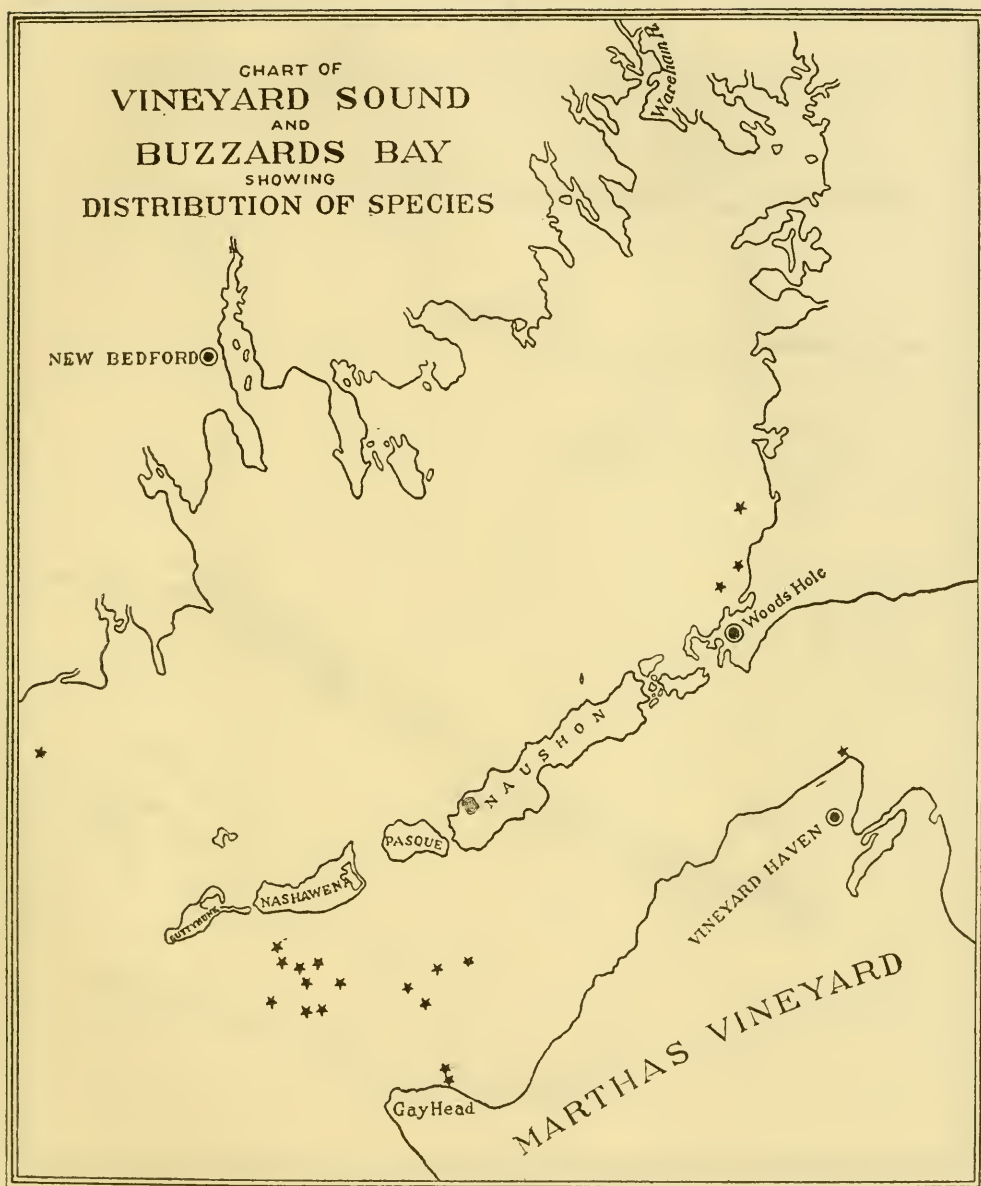 CHART OF
VINEYARD SOUND
AND
BUZZARDS BAY
SHOWING
DISTRIBUTION OF SPECIES
Wareham R.
NEW BEDFORD
Woods Hole
NAUSHON
PASQUE
NASHAWENA
CUTTYHUNK
VINEYARD HAVEN
MARTHAS VINEYARD
Gay Head